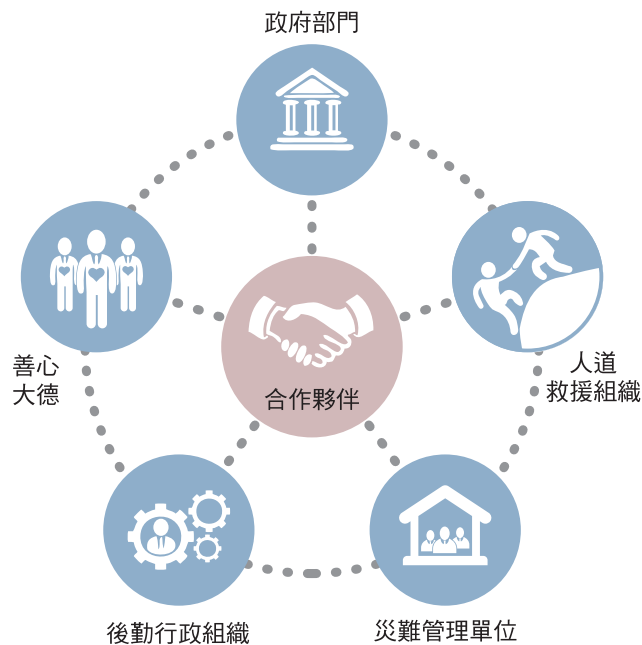 政府部門
善心
大德
人道
救援組織
合作夥伴
後勤行政組織
災難管理單位